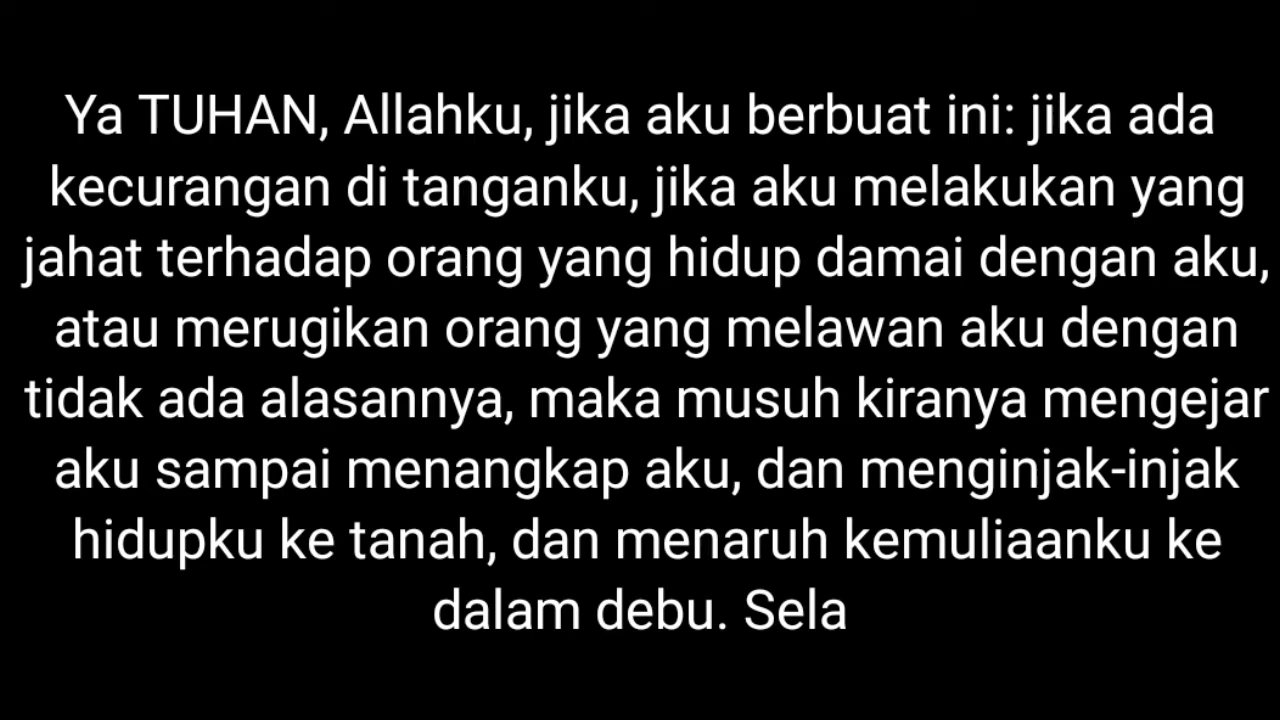 Ya TUHAN, Allahku, jika aku berbuat ini: jika ada
kecurangan di tanganku, jika aku melakukan yang
jahat terhadap orang yang hidup damai dengan aku,
atau merugikan orang yang melawan aku dengan
tidak ada alasannya, maka musuh kiranya mengejar
aku sampai menangkap aku, dan menginjak-injak
hidupku ke tanah, dan menaruh kemuliaanku ke
dalam debu. Sela